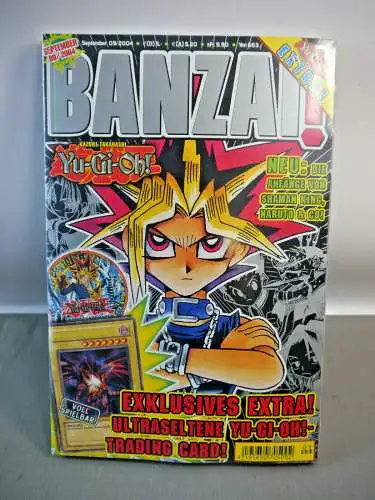 SEPTEMBER
09/2004
September 09/2004
BANZAI!
KAZUKI TAKAHASHI
Yu-Gi-Oh!
NEU: DIE
ANFÄNGE VON
SHAMAN KING,
NARUTO & CO!
VOLL
SPIELBAR!
EXKLUSIVES EXTRA!
ULTRASELTENE YU-GI-OH!-
TRADING CARD!